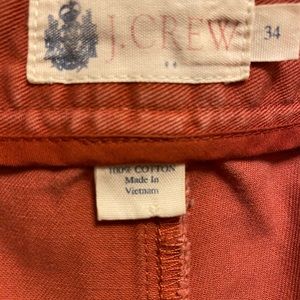 J.CREW
34
100% COTTON
Made In
Vietnam